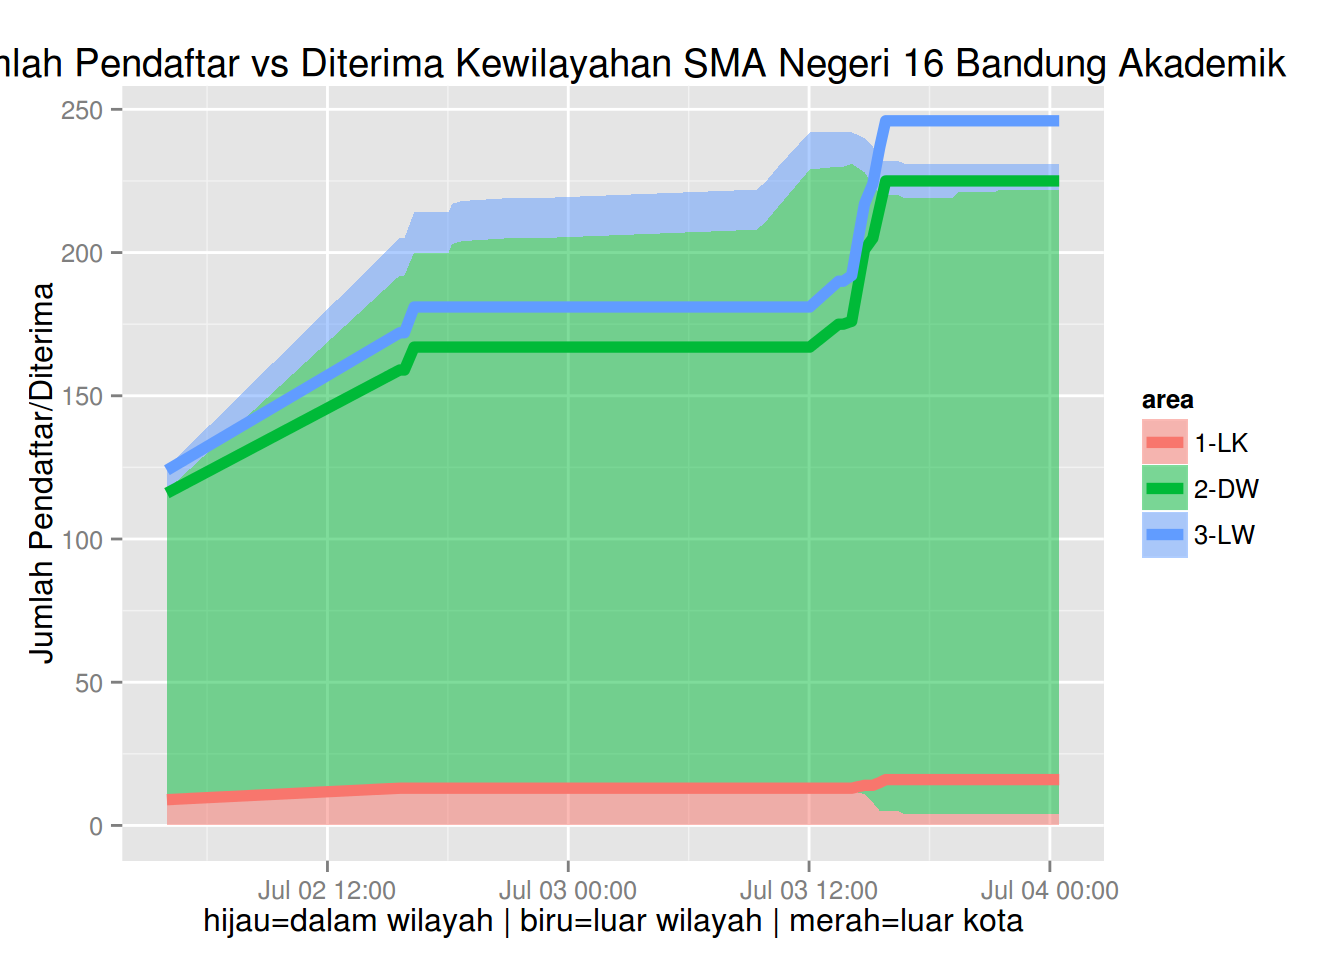 mlah Pendaftar vs Diterima Kewilayahan SMA Negeri 16 Bandung Akademik
250
200
150
100
50
0
Jumlah Pendaftar/Diterima
Jul 02 12:00
Jul 03 00:00
Jul 03 12:00
Jul 04 00:00
hijau=dalam wilayah | biru=luar wilayah | merah=luar kota
area
1-LK
2-DW
3-LW